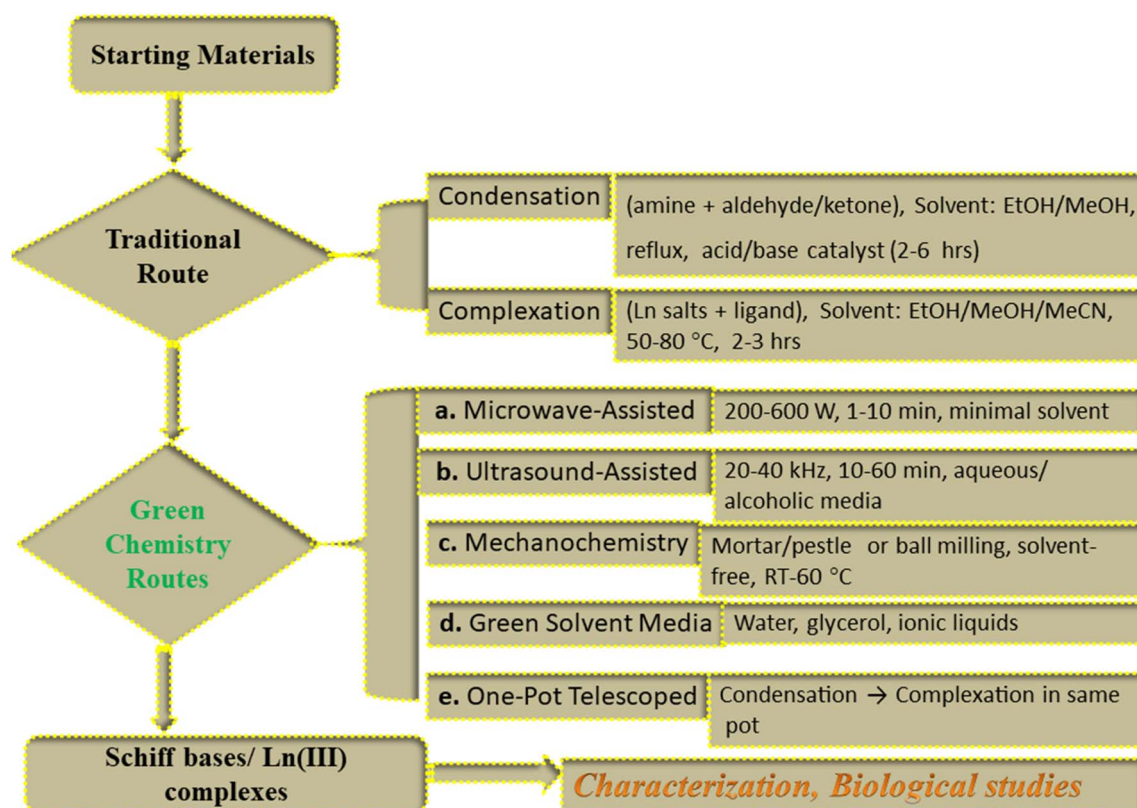 Starting Materials
Traditional
Route
Condensation
(amine + aldehyde/ketone), Solvent: EtOH/MeOH,
reflux, acid/base catalyst (2-6 hrs)
Complexation
(Ln salts + ligand), Solvent: EtOH/MeOH/MeCN,
50-80 °C, 2-3 hrs
Green
Chemistry
Routes
a. Microwave-Assisted
200-600 W, 1-10 min, minimal solvent
b. Ultrasound-Assisted
20-40 kHz, 10-60 min, aqueous/
alcoholic media
c. Mechanochemistry
Mortar/pestle or ball milling, solvent-
free, RT-60 °C
d. Green Solvent Media
Water, glycerol, ionic liquids
e. One-Pot Telescoped
Condensation → Complexation in same
pot
Schiff bases/ Ln(III)
complexes
Characterization, Biological studies